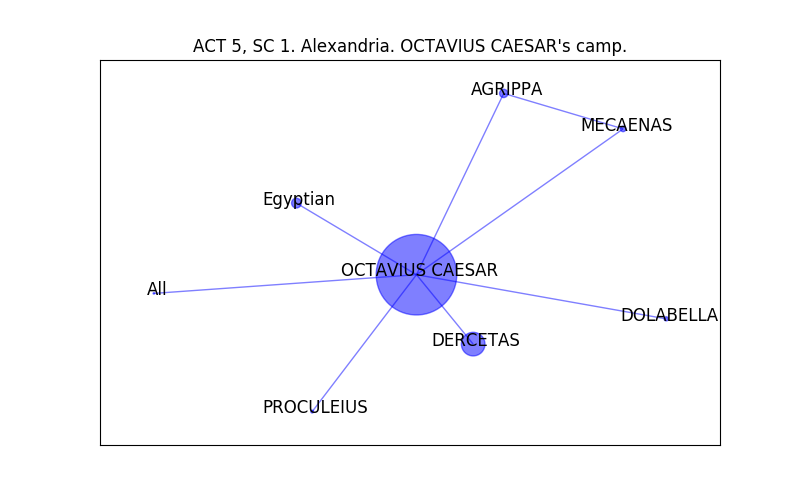 ACT 5, SC 1. Alexandria. OCTAVIUS CAESAR's camp.
AGRIPPA
MECAENAS
Egyptian
OCTAVIUS CAESAR
All
DOLABELLA
DERCETAS
PROCULEIUS